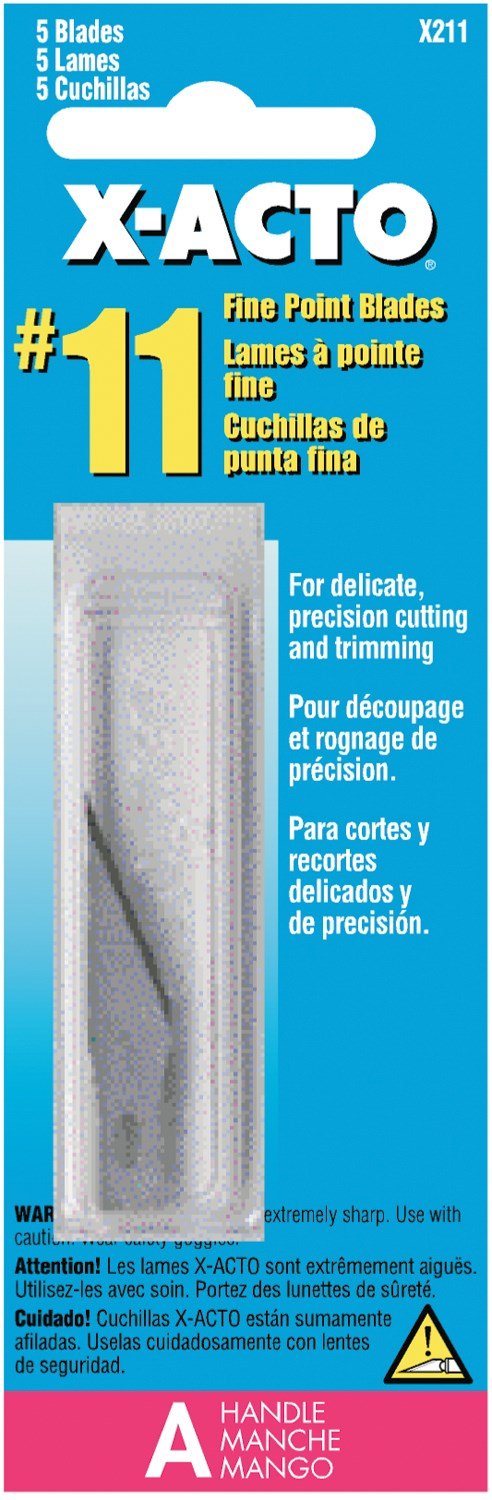 5 Blades
5 Lames
5 Cuchillas
X211
X-ACTO®
#11
Fine Point Blades
Lames à pointe
fine
Cuchillas de
punta fina
For delicate,
precision cutting
and trimming
Pour découpage
et rognage de
précision.
Para cortes y
recortes
delicados y
de precisión.
WAR extremely sharp. Use with
caution. Wear safety goggles.
Attention! Les lames X-ACTO sont extrêmement aiguës.
Utilisez-les avec soin. Portez des lunettes de sûreté.
Cuidado! Cuchillas X-ACTO están sumamente
afiladas. Uselas cuidadosamente con lentes
de seguridad.
A
HANDLE
MANCHE
MANGO